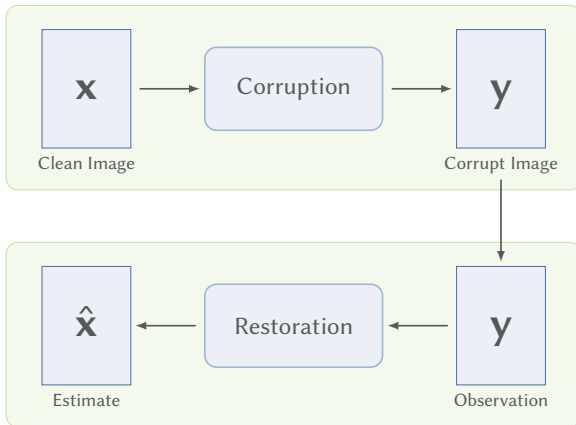 x
Corruption
y
Clean Image
Corrupt Image
x̂
Restoration
y
Estimate
Observation